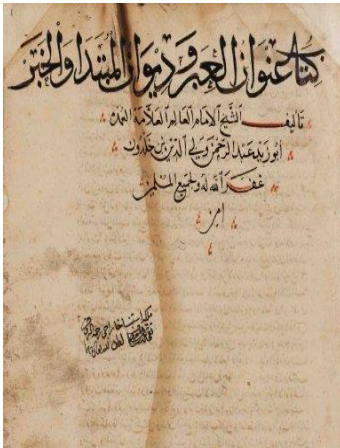 كتاب عنوان العبر وديوان المبتدا والخبر
تاليف الشيخ الامام العالم العلامة العمدة
ابو زيد عبد الرحمن ولي الدين بن خلدون
غفر الله له ولجميع المسلمين
امين